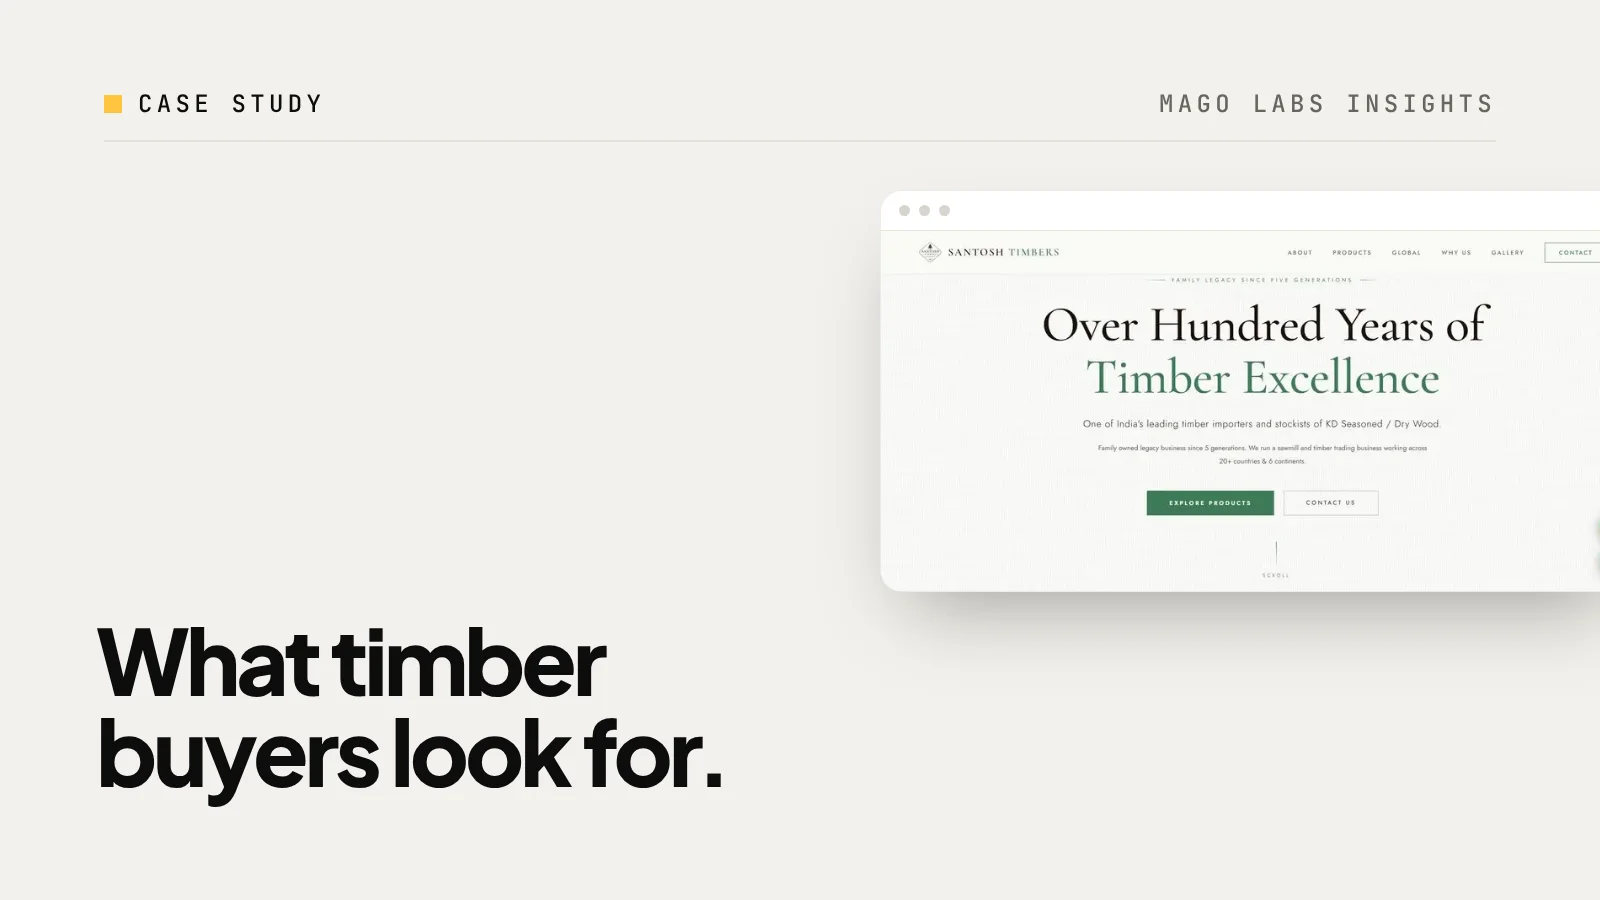 CASE STUDY
MAGO LABS INSIGHTS
SANTOSH TIMBERS
ABOUT PRODUCTS GLOBAL WHY US GALLERY CONTACT
FAMILY LEGACY SINCE FIVE GENERATIONS
Over Hundred Years of
Timber Excellence
One of India's leading timber importers and stockists of KD Seasoned / Dry Wood.
Family owned legacy business since 5 generations. We run a sawmill and timber trading business working across
20+ countries & 6 continents.
EXPLORE PRODUCTS CONTACT US
SCROLL
What timber
buyers look for.